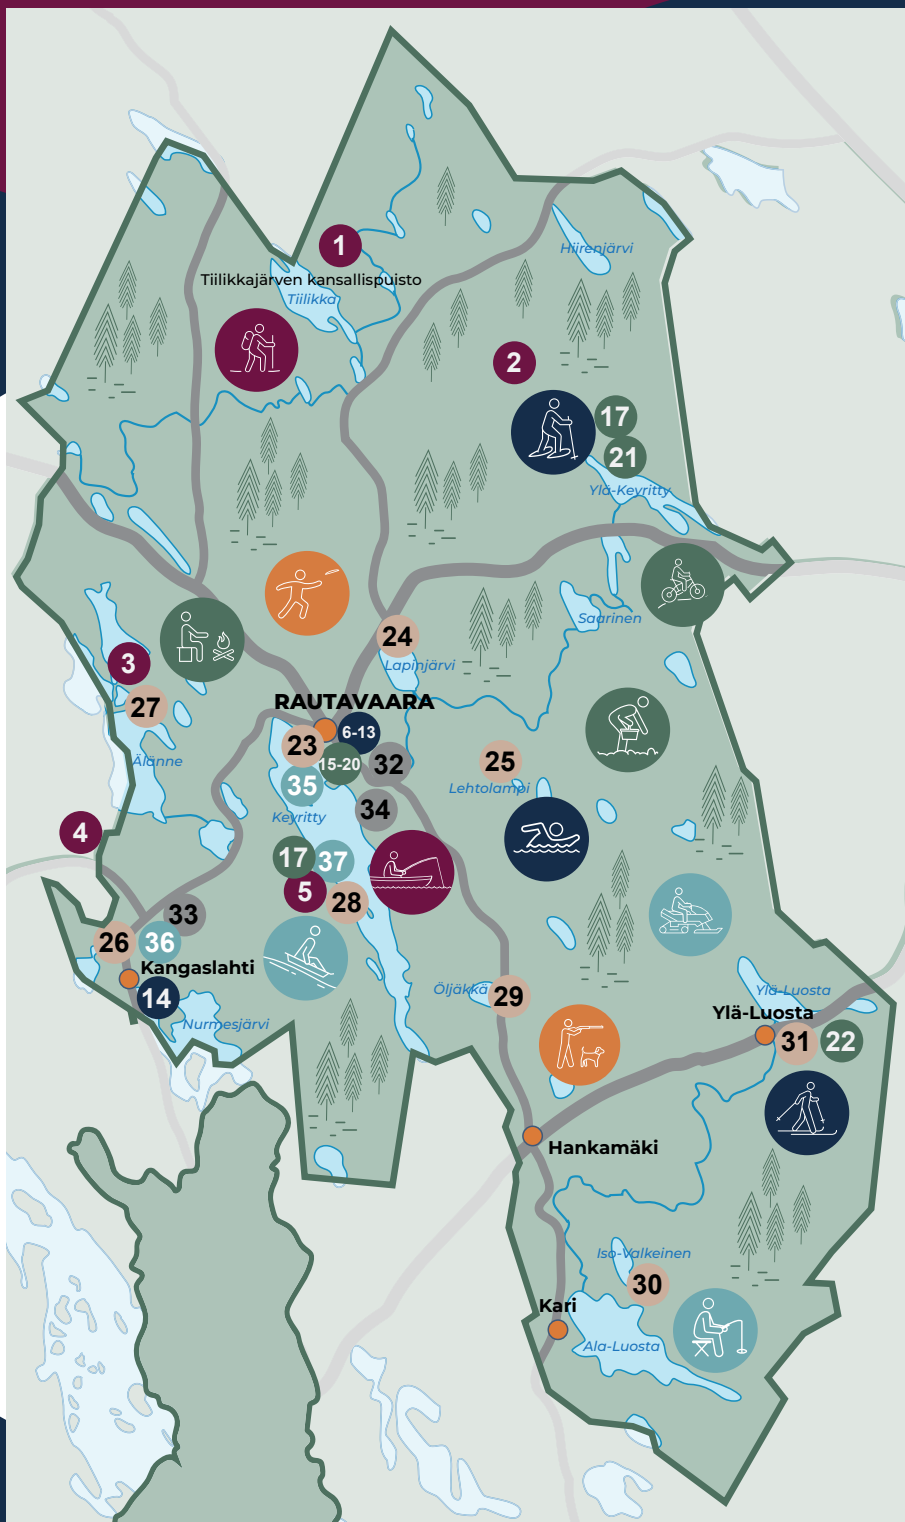 Hiirenjärvi
1
Tiilikkajärven kansallispuisto
Tiilikka
2
17
21
Ylä-Keyritty
Saarinen
24
Lapinjärvi
3
27
RAUTAVAARA
6-13
23
15-20
32
25
Älänne
35
Lehtolampi
34
Keyritty
4
17
37
5
28
33
26
36
Kangaslahti
14
Nurmesjärvi
Öljäkkä
29
Ylä-Luosta
Ylä-Luosta
31
22
Hankamäki
Iso-Valkeinen
30
Kari
Ala-Luosta